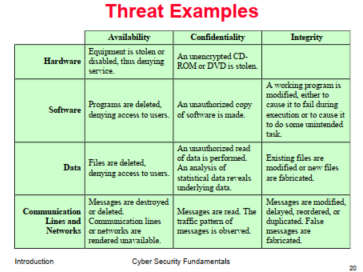 Threat Examples
Availability
Confidentiality
Integrity
Hardware
Equipment is stolen or
disabled, thus denying
service.
An unencrypted CD-
ROM or DVD is stolen.
Software
Programs are deleted,
denying access to users.
An unauthorized copy
of software is made.
A working program is
modified, either to
cause it to fail during
execution or to cause it
to do some unintended
task.
Data
Files are deleted,
denying access to users.
An unauthorized read
of data is performed.
An analysis of
statistical data reveals
underlying data.
Existing files are
modified or new files
are fabricated.
Communication
Lines and
Networks
Messages are destroyed
or deleted.
Communication lines
or networks are
rendered unavailable.
Messages are read. The
traffic pattern of
messages is observed.
Messages are modified,
delayed, reordered, or
duplicated. False
messages are
fabricated.
Introduction
Cyber Security Fundamentals
20